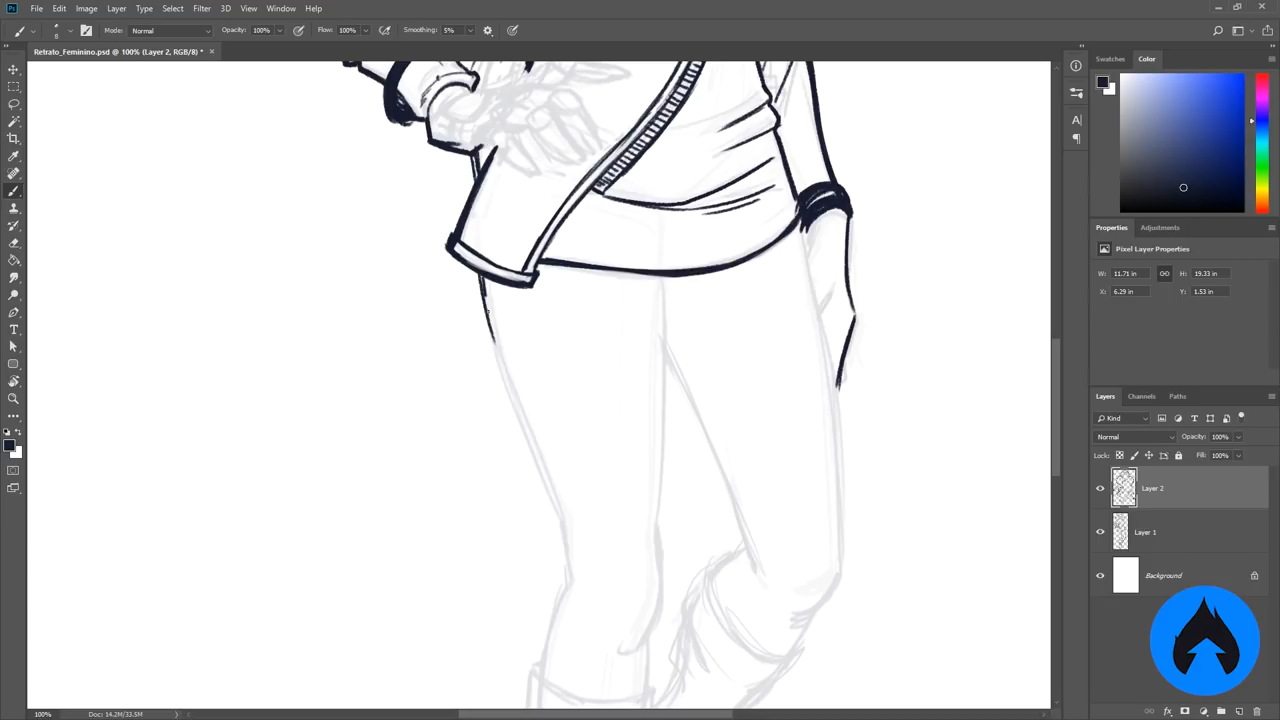 File Edit Image Layer Type Select Filter 3D View Window Help
8 Mode: Normal Opacity: 100% Flow: 100% Smoothing: 5%
Retrato_Feminino.psd @ 100% (Layer 2, RGB/8) * ×
Swatches Color
Properties Adjustments
Pixel Layer Properties
W: 11.71 in H: 19.33 in
X: 6.29 in Y: 1.53 in
Layers Channels Paths
Kind
Normal Opacity: 100%
Lock: Fill: 100%
Layer 2
Layer 1
Background
100% Doc: 14.2M/33.5M